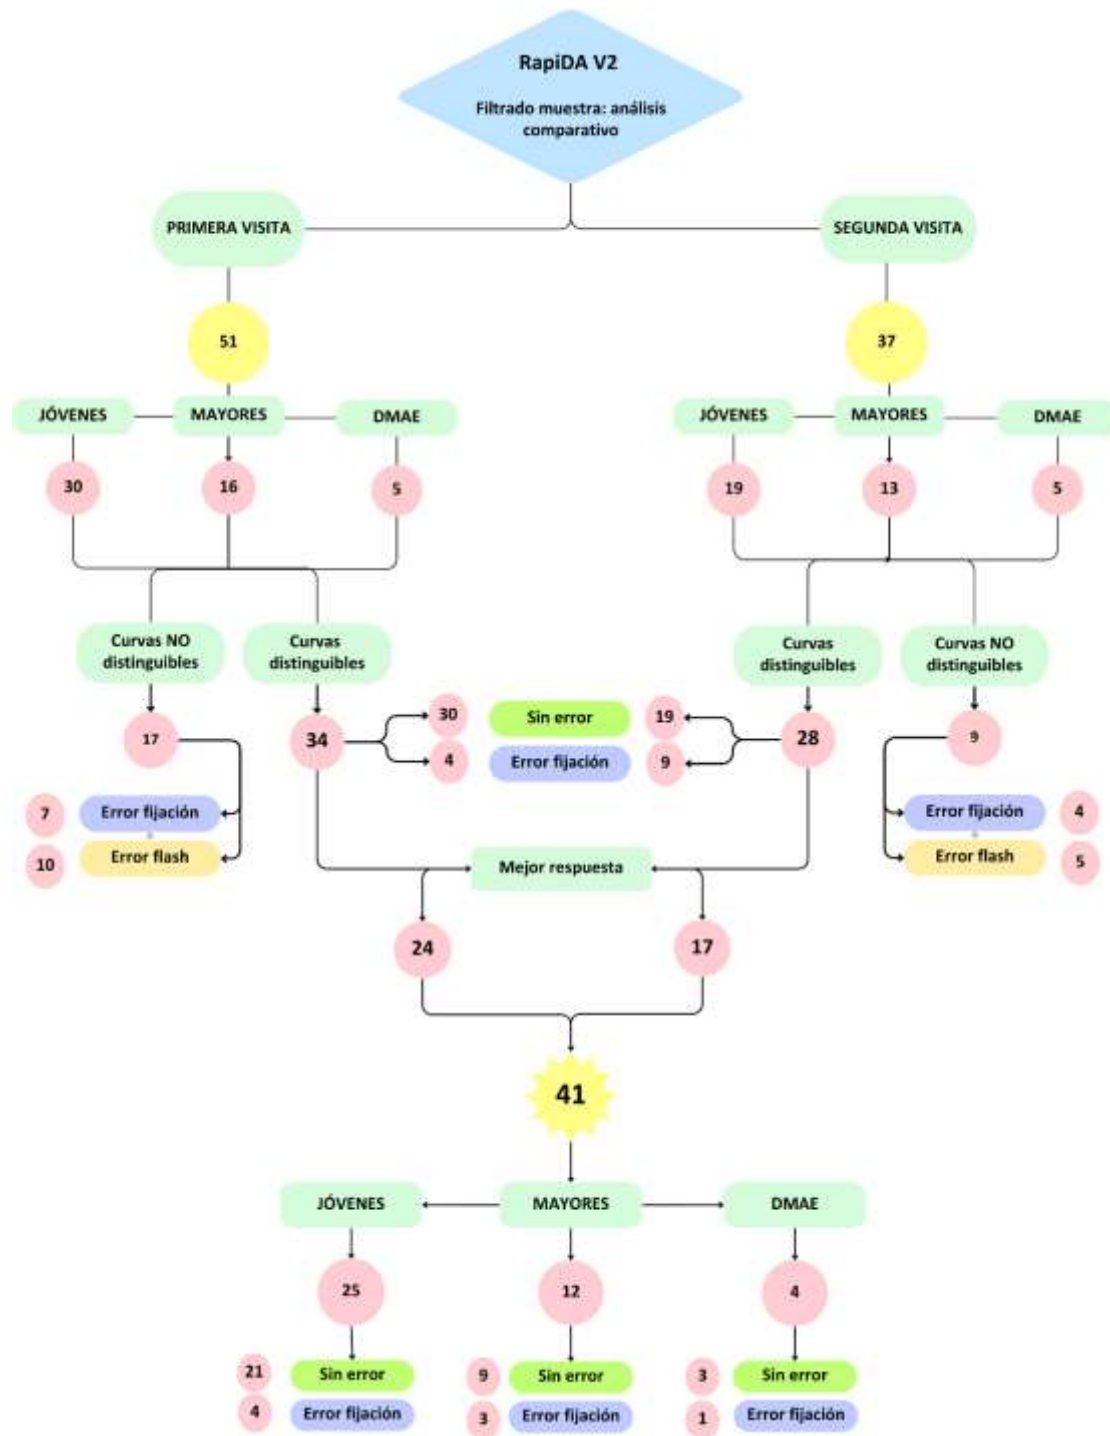 RapiDA V2
Filtrado muestra: análisis
comparativo
PRIMERA VISITA
SEGUNDA VISITA
51
37
JÓVENES
MAYORES
DMAE
JÓVENES
MAYORES
DMAE
30
16
5
19
13
5
Curvas NO
distinguibles
Curvas
distinguibles
Curvas
distinguibles
Curvas NO
distinguibles
17
34
30
4
Sin error
Error fijación
19
9
28
9
7
Error fijación
10
Error flash
Error fijación
4
Error flash
5
Mejor respuesta
24
17
41
JÓVENES
MAYORES
DMAE
25
12
4
21
Sin error
9
Sin error
3
Sin error
4
Error fijación
3
Error fijación
1
Error fijación